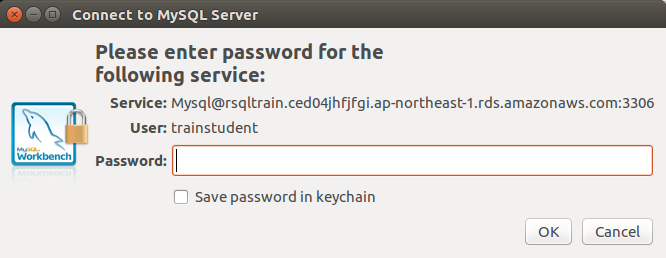 Connect to MySQL Server
Please enter password for the
following service:
Service: Mysql@rsqltrain.ced04jhfjfgi.ap-northeast-1.rds.amazonaws.com:3306
User: trainstudent
MySQL
Workbench
Password:
Save password in keychain
OK Cancel